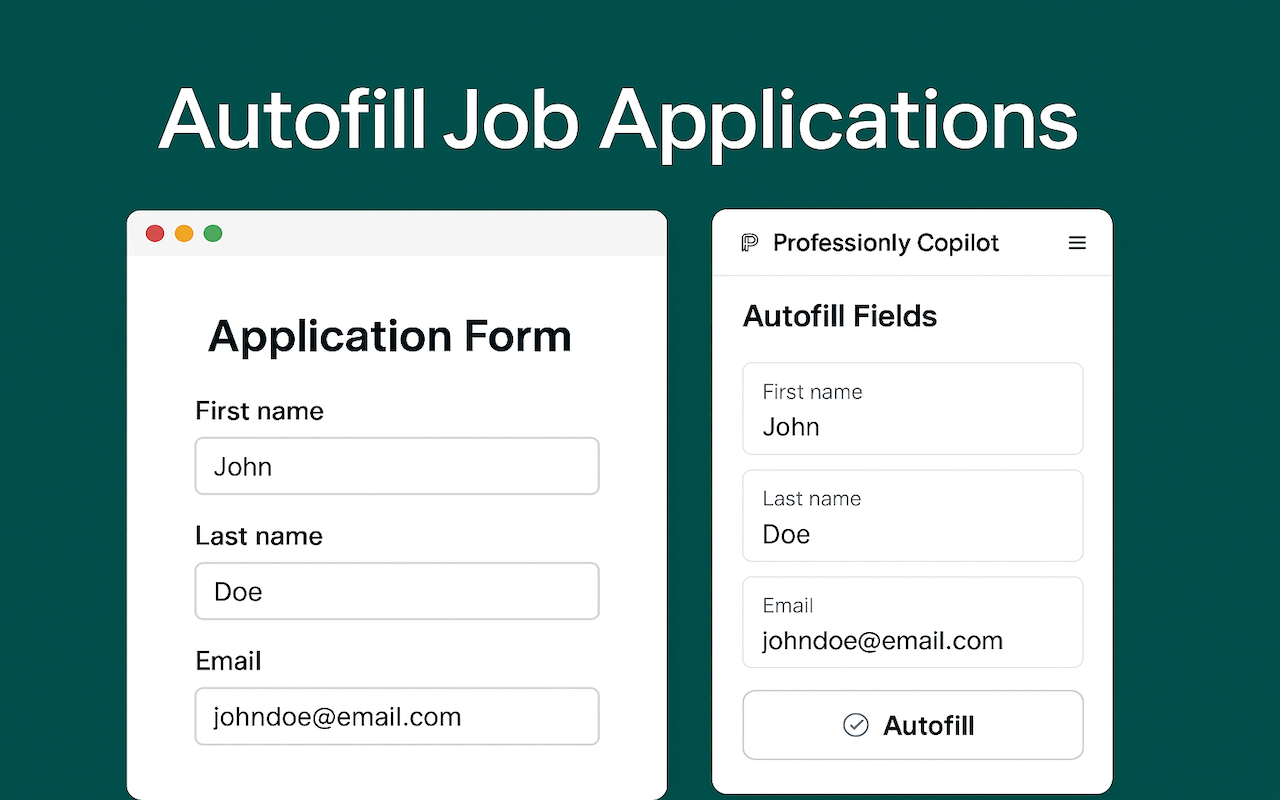 Autofill Job Applications
Application Form
First name
John
Last name
Doe
Email
johndoe@email.com
Professionly Copilot
Autofill Fields
First name
John
Last name
Doe
Email
johndoe@email.com
Autofill